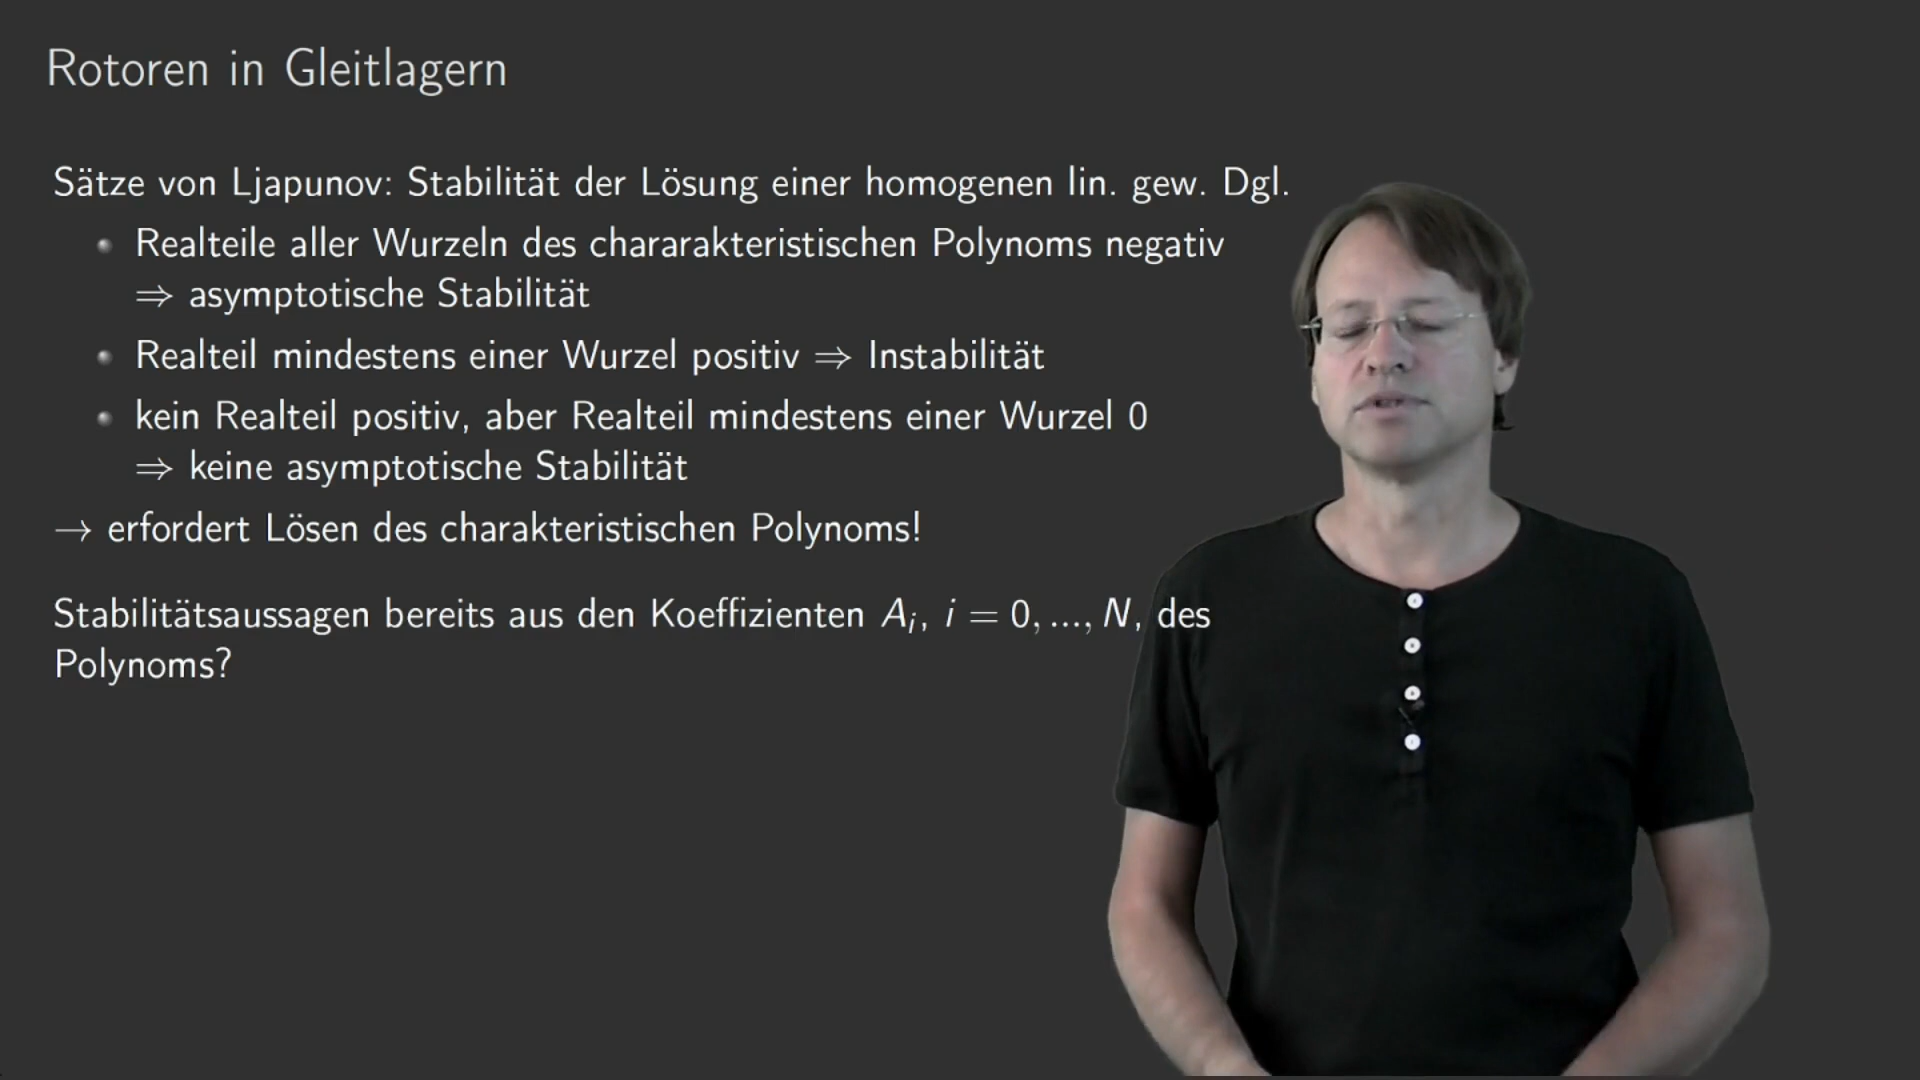 Rotoren in Gleitlagern
Sätze von Ljapunov: Stabilität der Lösung einer homogenen lin. gew. Dgl.
Realteile aller Wurzeln des chararakteristischen Polynoms negativ
⇒ asymptotische Stabilität
Realteil mindestens einer Wurzel positiv ⇒ Instabilität
kein Realteil positiv, aber Realteil mindestens einer Wurzel 0
⇒ keine asymptotische Stabilität
→ erfordert Lösen des charakteristischen Polynoms!
Stabilitätsaussagen bereits aus den Koeffizienten Aᵢ, i = 0, ..., N, des
Polynoms?